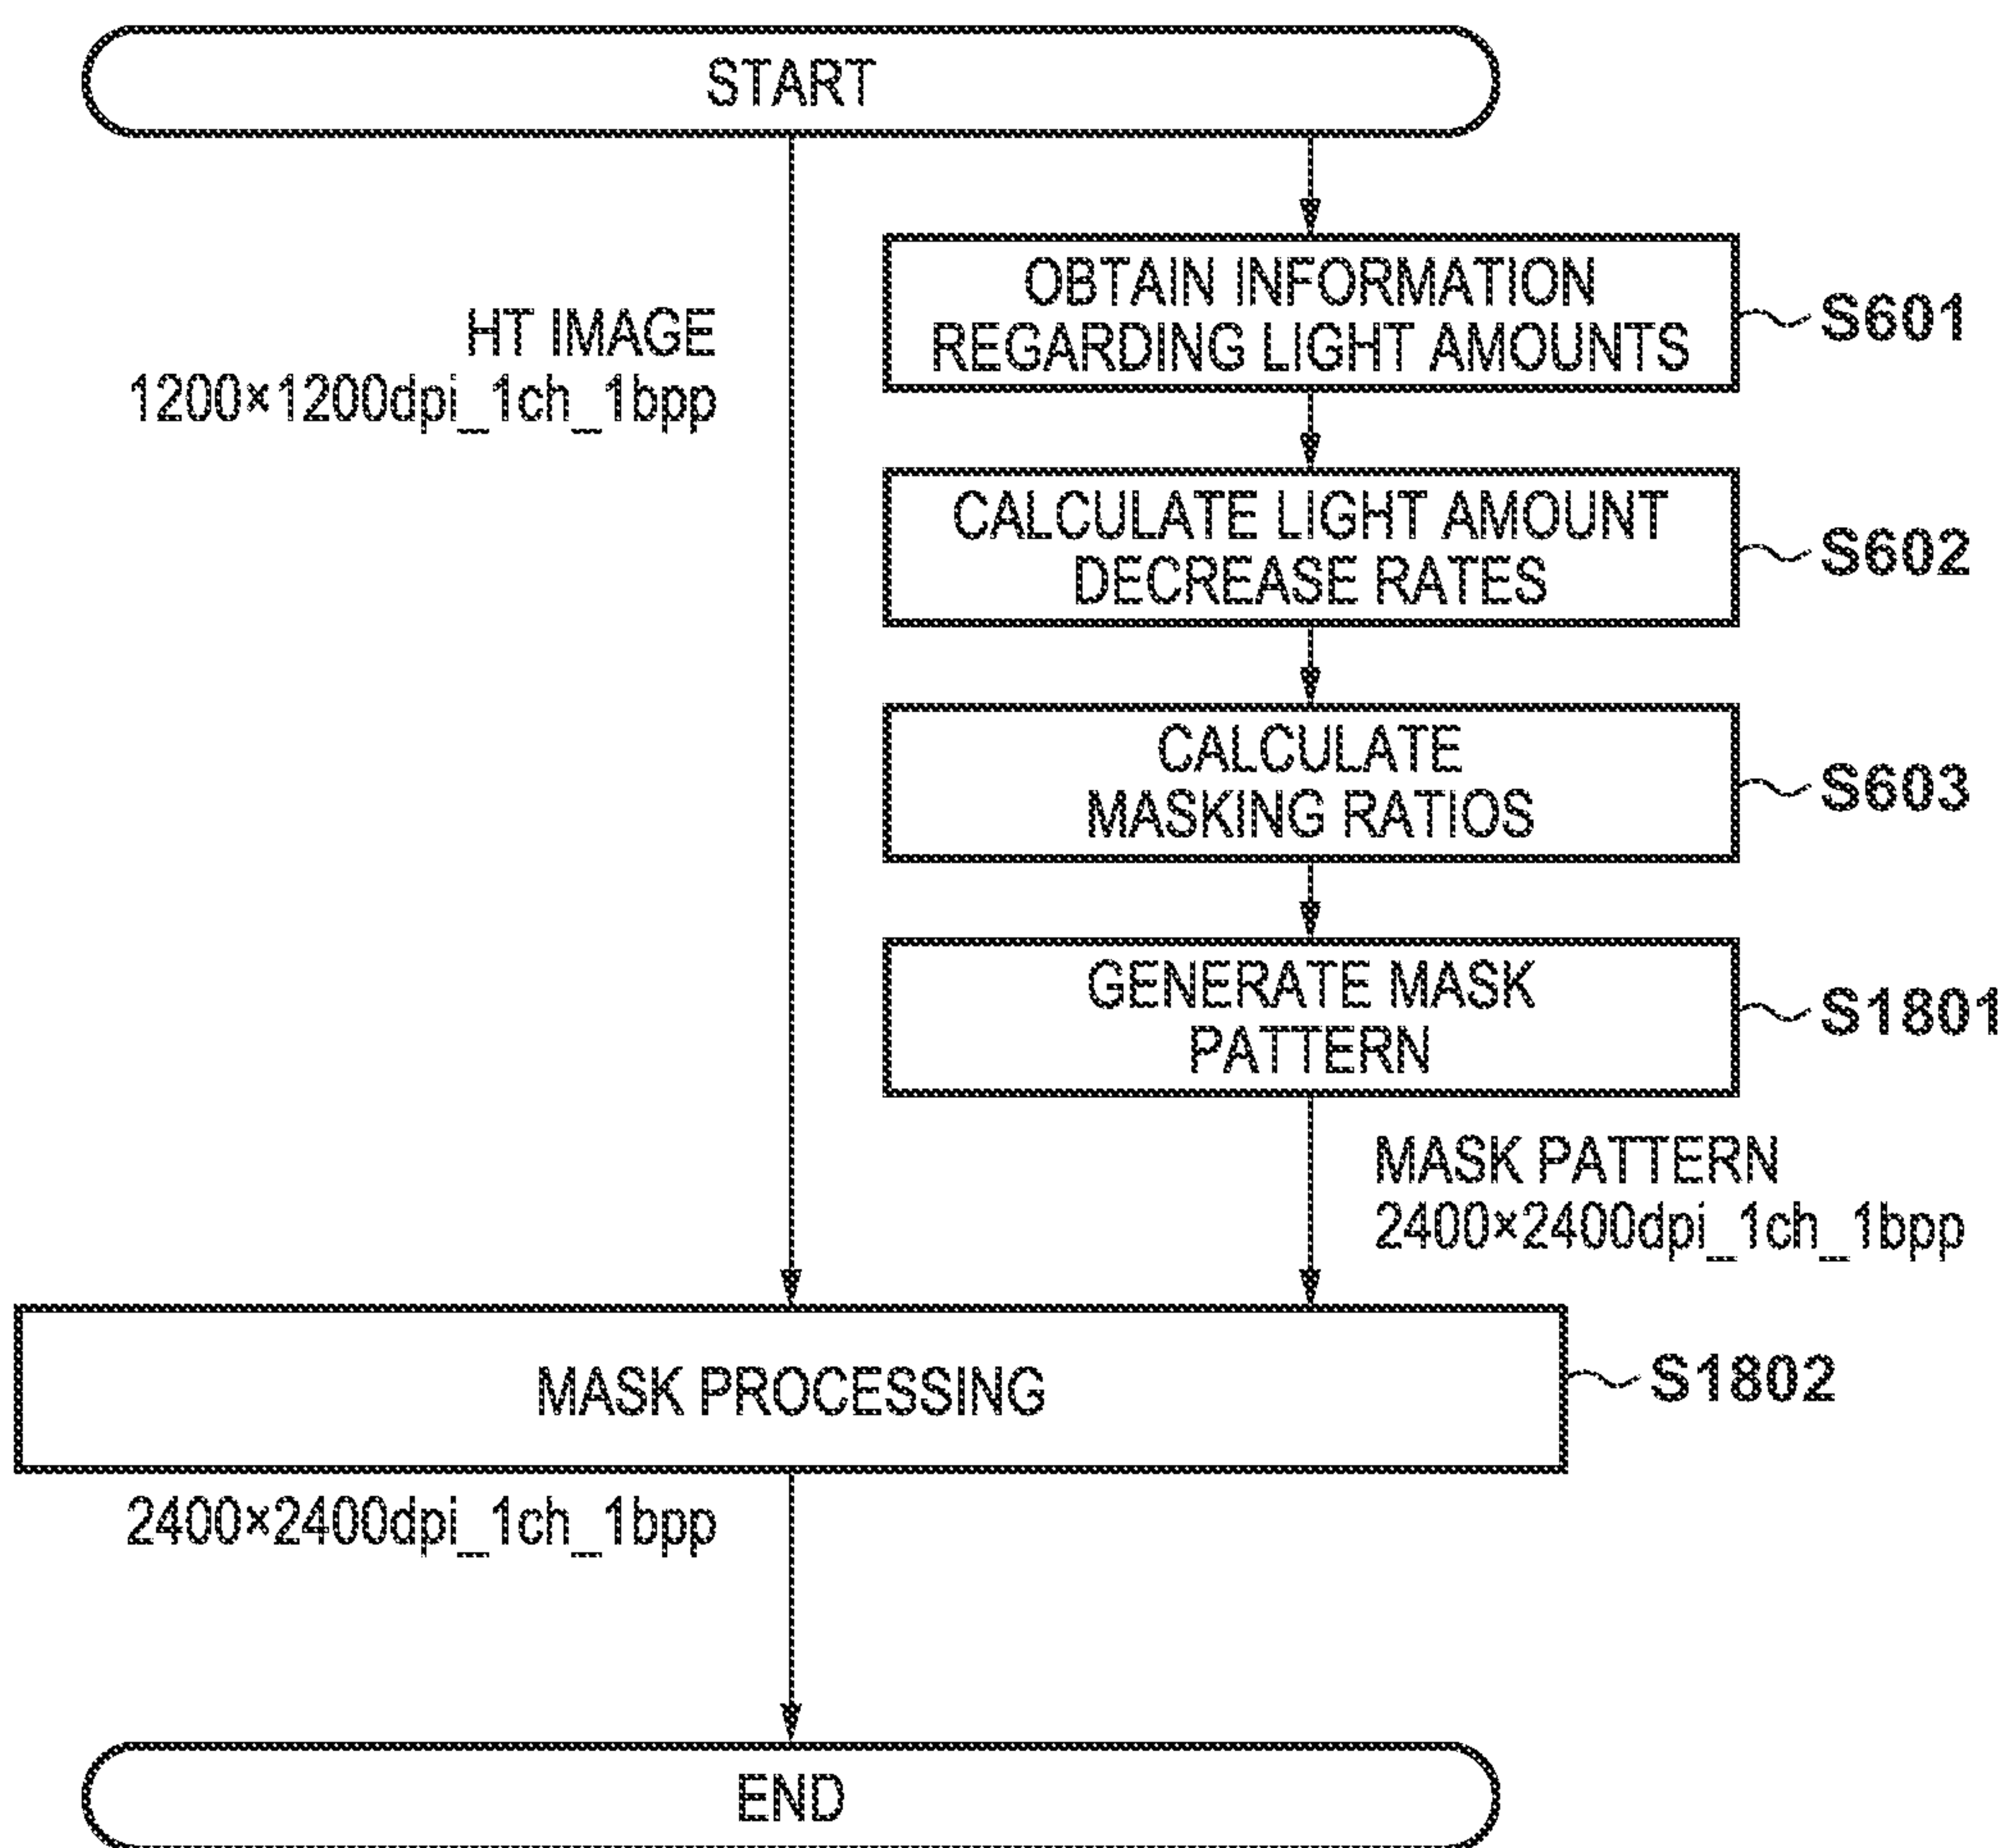 START
HT IMAGE
1200×1200dpi_1ch_1bpp
OBTAIN INFORMATION
REGARDING LIGHT AMOUNTS
S601
CALCULATE LIGHT AMOUNT
DECREASE RATES
S602
CALCULATE
MASKING RATIOS
S603
GENERATE MASK
PATTERN
S1801
MASK PATTERN
2400×2400dpi_1ch_1bpp
MASK PROCESSING
S1802
2400×2400dpi_1ch_1bpp
END